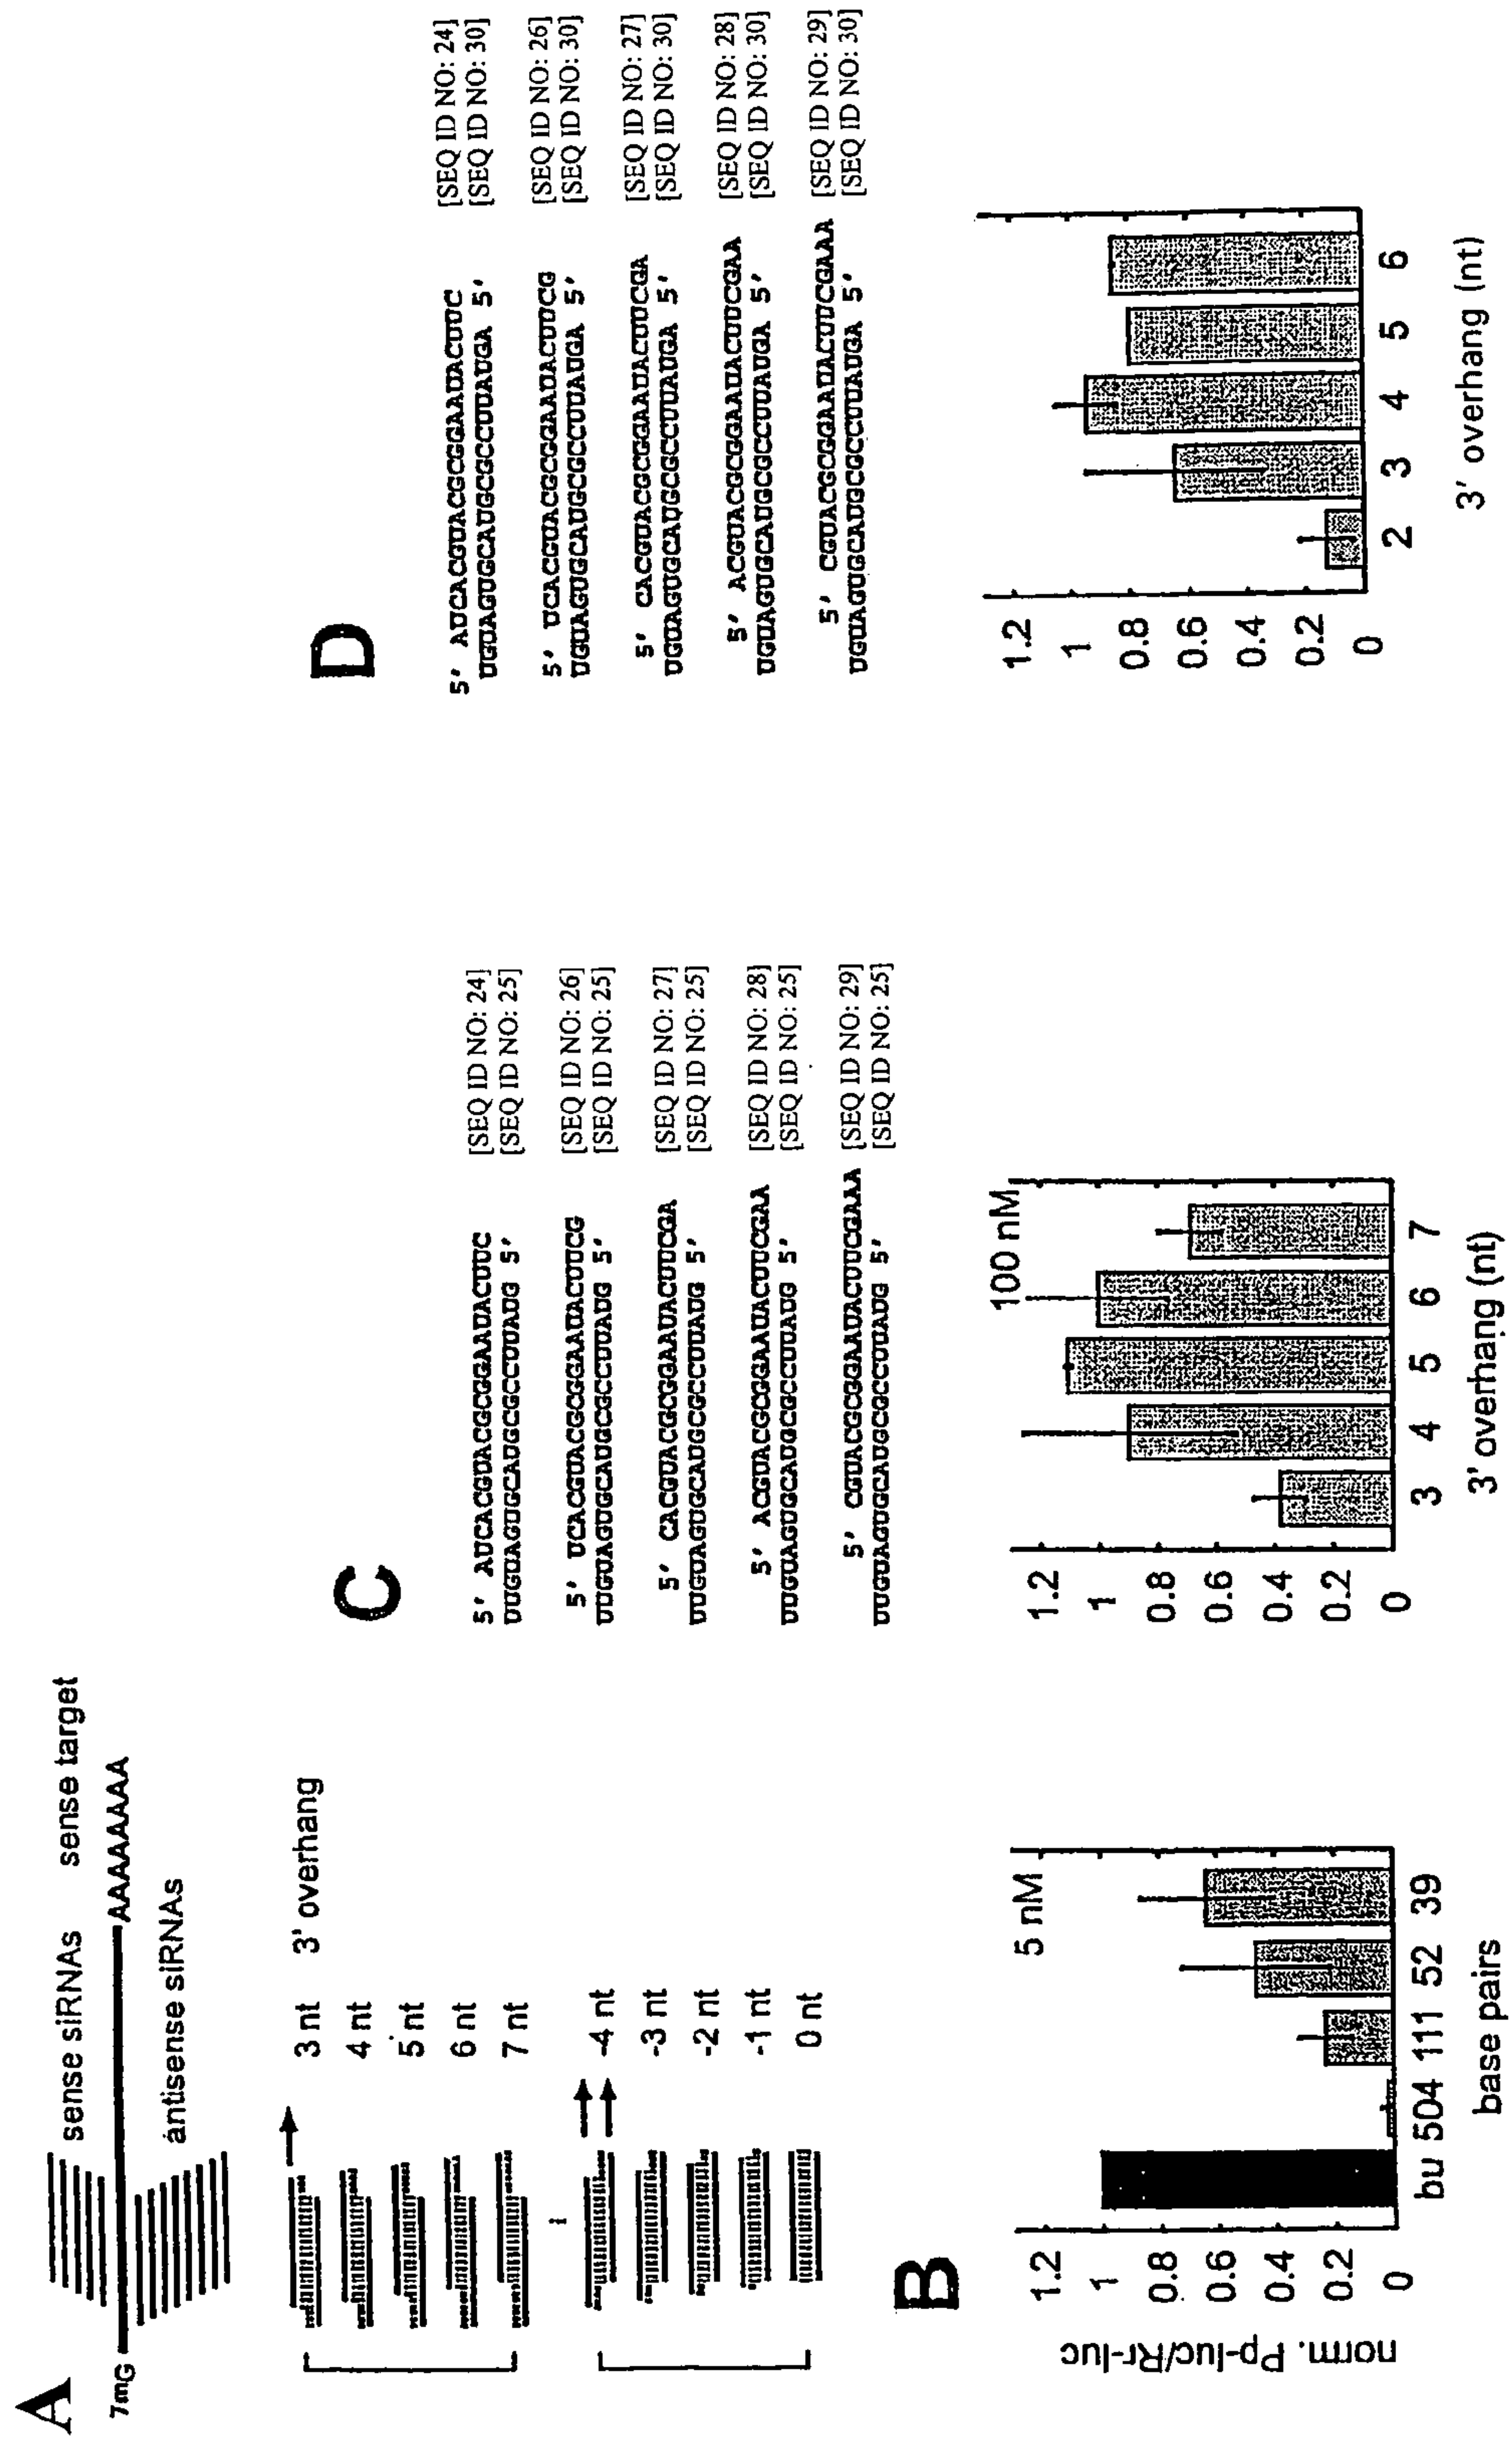 A
sense siRNAs sense target
7mG AAAAAAAA
antisense siRNAs
3 nt 3' overhang
4 nt
5 nt
6 nt
7 nt
-4 nt
-3 nt
-2 nt
-1 nt
0 nt
B
norm. Pp-luc/Rr-luc
1.2
1
0.8
0.6
0.4
0.2
0
5 nM
bu 504 111 52 39
base pairs
C
5' AUCACGUACGCGGAAUACUUC [SEQ ID NO: 24]
UUGUAGUGCAUGCGCCUUAUG 5' [SEQ ID NO: 25]
5' UCACGUACGCGGAAUACUUCG [SEQ ID NO: 26]
UUGUAGUGCAUGCGCCUUAUG 5' [SEQ ID NO: 25]
5' CACGUACGCGGAAUACUUCGA [SEQ ID NO: 27]
UUGUAGUGCAUGCGCCUUAUG 5' [SEQ ID NO: 25]
5' ACGUACGCGGAAUACUUCGAA [SEQ ID NO: 28]
UUGUAGUGCAUGCGCCUUAUG 5' [SEQ ID NO: 25]
5' CGUACGCGGAAUACUUCGAAA [SEQ ID NO: 29]
UUGUAGUGCAUGCGCCUUAUG 5' [SEQ ID NO: 25]
1.2
1
0.8
0.6
0.4
0.2
0
100 nM
3 4 5 6 7
3' overhang (nt)
D
5' AUCACGUACGCGGAAUACUUC [SEQ ID NO: 24]
UGUAGUGCAUGCGCCUUAUGA 5' [SEQ ID NO: 30]
5' UCACGUACGCGGAAUACUUCG [SEQ ID NO: 26]
UGUAGUGCAUGCGCCUUAUGA 5' [SEQ ID NO: 30]
5' CACGUACGCGGAAUACUUCGA [SEQ ID NO: 27]
UGUAGUGCAUGCGCCUUAUGA 5' [SEQ ID NO: 30]
5' ACGUACGCGGAAUACUUCGAA [SEQ ID NO: 28]
UGUAGUGCAUGCGCCUUAUGA 5' [SEQ ID NO: 30]
5' CGUACGCGGAAUACUUCGAAA [SEQ ID NO: 29]
UGUAGUGCAUGCGCCUUAUGA 5' [SEQ ID NO: 30]
1.2
1
0.8
0.6
0.4
0.2
0
2 3 4 5 6
3' overhang (nt)